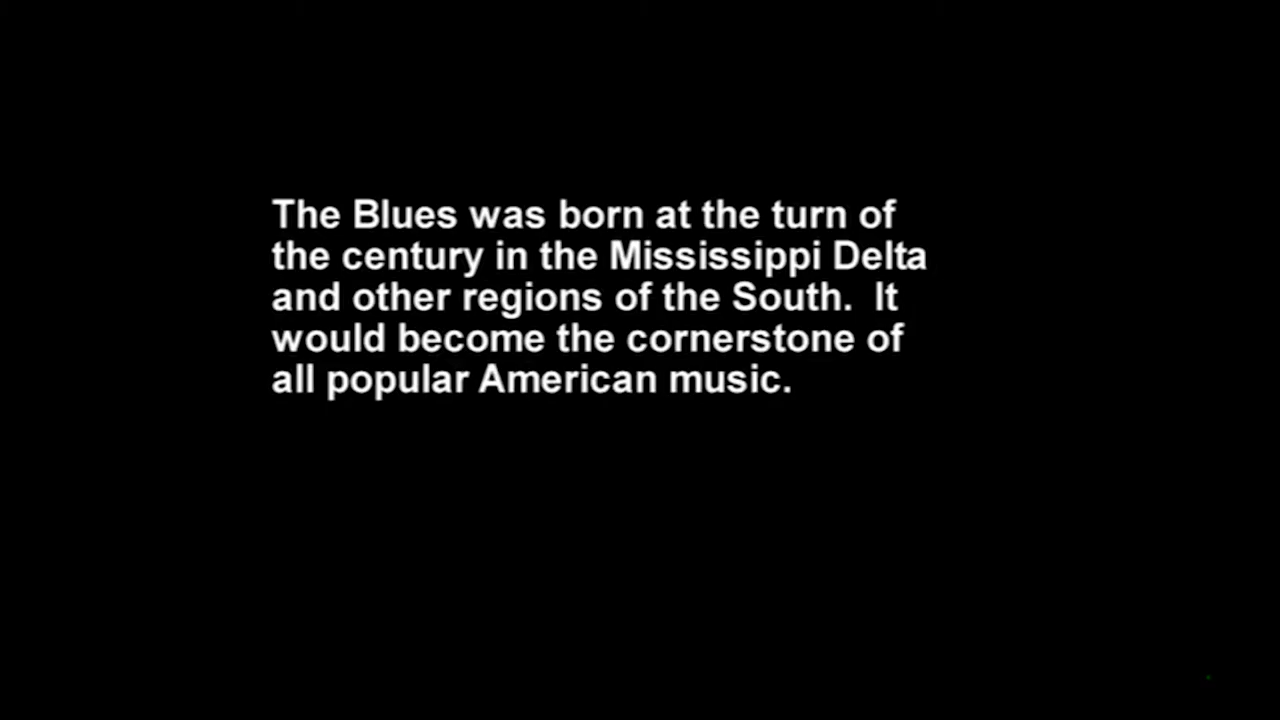 The Blues was born at the turn of
the century in the Mississippi Delta
and other regions of the South.  It
would become the cornerstone of
all popular American music.